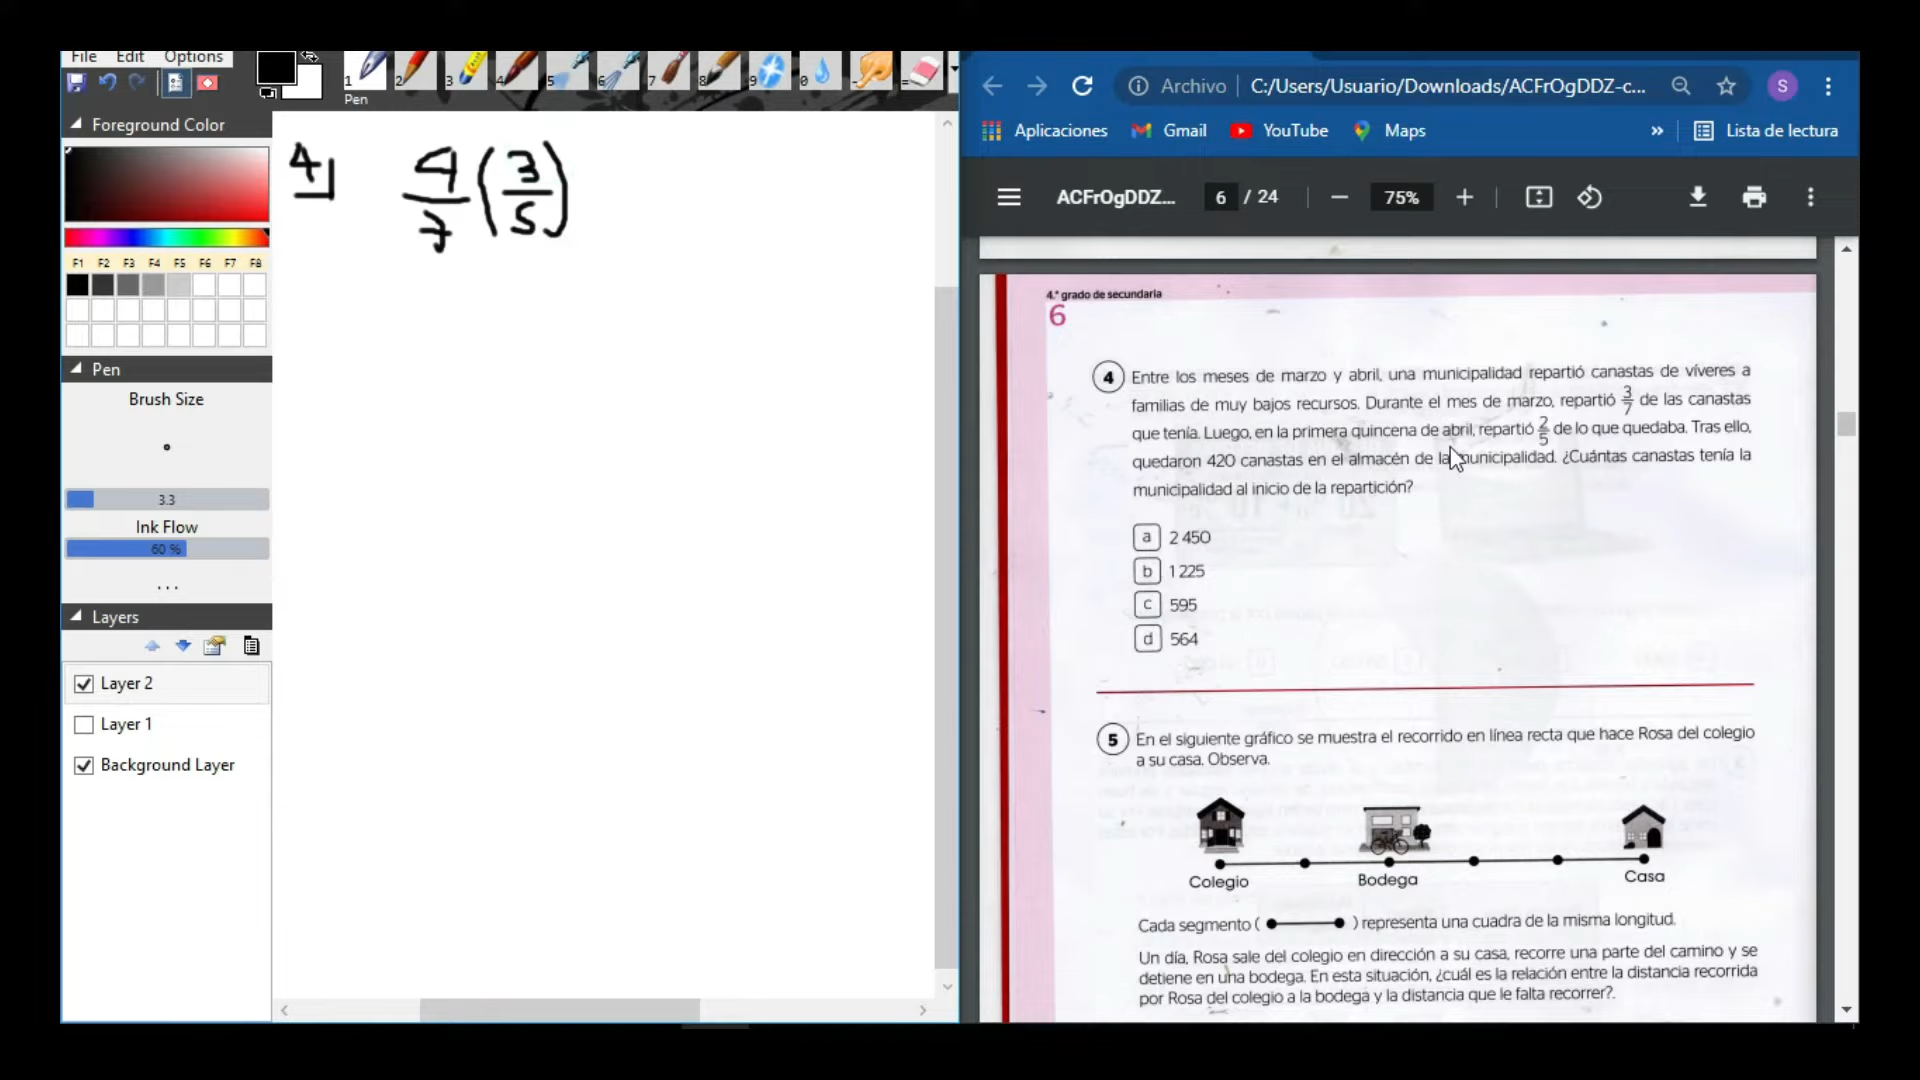 File Edit Options
1 2 3 4 5 6 7 8 9 0 - =
Pen
Foreground Color
F1 F2 F3 F4 F5 F6 F7 F8
Pen
Brush Size
3.3
Ink Flow
60 %
...
Layers
Layer 2
Layer 1
Background Layer
4 4/7 (3/5)
Archivo C:/Users/Usuario/Downloads/ACFrOgDDZ-c... S
Aplicaciones Gmail YouTube Maps » Lista de lectura
ACFrOgDDZ... 6 / 24 − 75% +
4.° grado de secundaria
6
4 Entre los meses de marzo y abril, una municipalidad repartió canastas de víveres a
familias de muy bajos recursos. Durante el mes de marzo, repartió 3/7 de las canastas
que tenía. Luego, en la primera quincena de abril, repartió 2/5 de lo que quedaba. Tras ello,
quedaron 420 canastas en el almacén de la municipalidad. ¿Cuántas canastas tenía la
municipalidad al inicio de la repartición?
a 2 450
b 1 225
c 595
d 564
5 En el siguiente gráfico se muestra el recorrido en línea recta que hace Rosa del colegio
a su casa. Observa.
Colegio Bodega Casa
Cada segmento ( ) representa una cuadra de la misma longitud.
Un día, Rosa sale del colegio en dirección a su casa, recorre una parte del camino y se
detiene en una bodega. En esta situación, ¿cuál es la relación entre la distancia recorrida
por Rosa del colegio a la bodega y la distancia que le falta recorrer?.